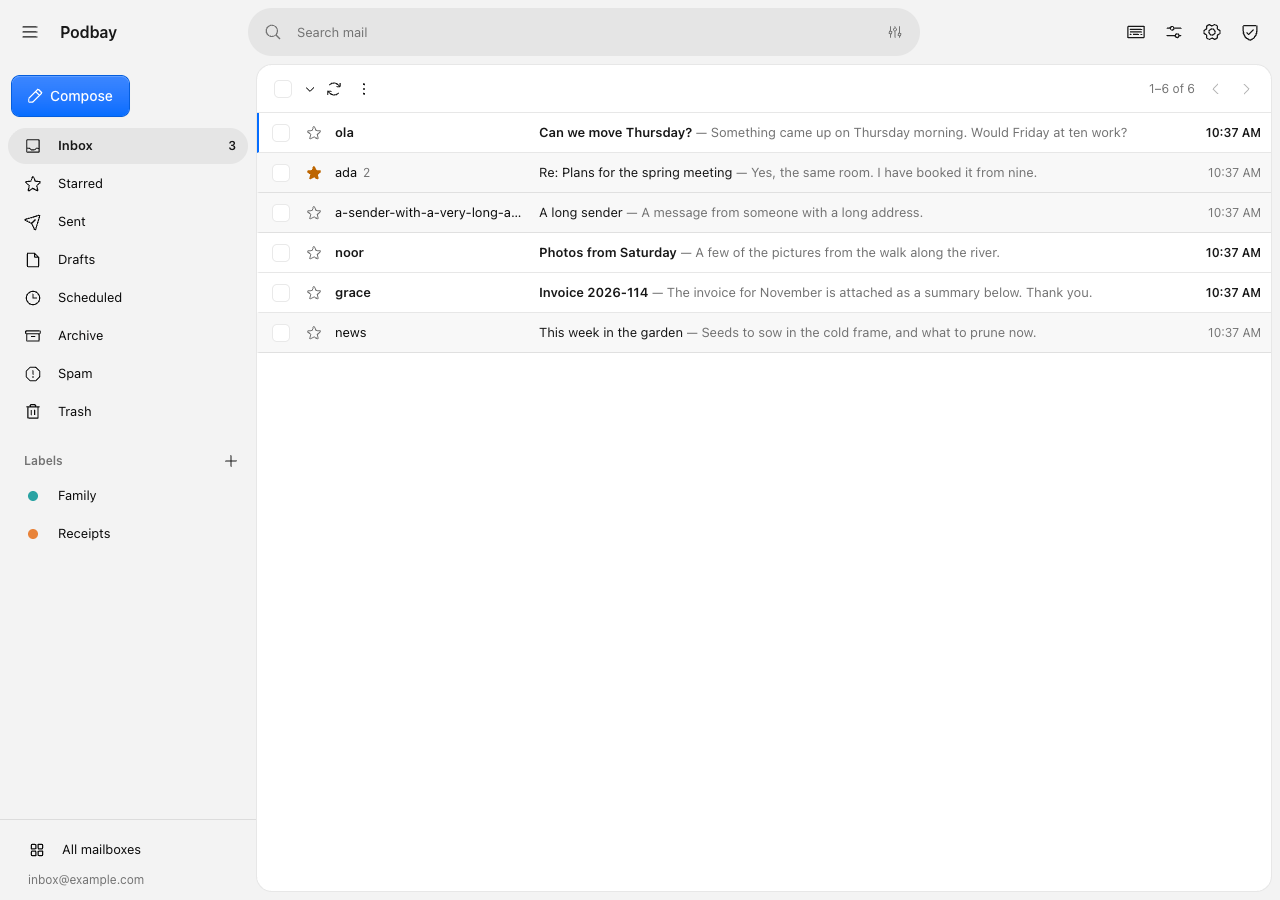 Podbay
Search mail
Compose
Inbox 3
Starred
Sent
Drafts
Scheduled
Archive
Spam
Trash
Labels
Family
Receipts
All mailboxes
inbox@example.com
1–6 of 6
ola Can we move Thursday? — Something came up on Thursday morning. Would Friday at ten work? 10:37 AM
ada 2 Re: Plans for the spring meeting — Yes, the same room. I have booked it from nine. 10:37 AM
a-sender-with-a-very-long-a... A long sender — A message from someone with a long address. 10:37 AM
noor Photos from Saturday — A few of the pictures from the walk along the river. 10:37 AM
grace Invoice 2026-114 — The invoice for November is attached as a summary below. Thank you. 10:37 AM
news This week in the garden — Seeds to sow in the cold frame, and what to prune now. 10:37 AM